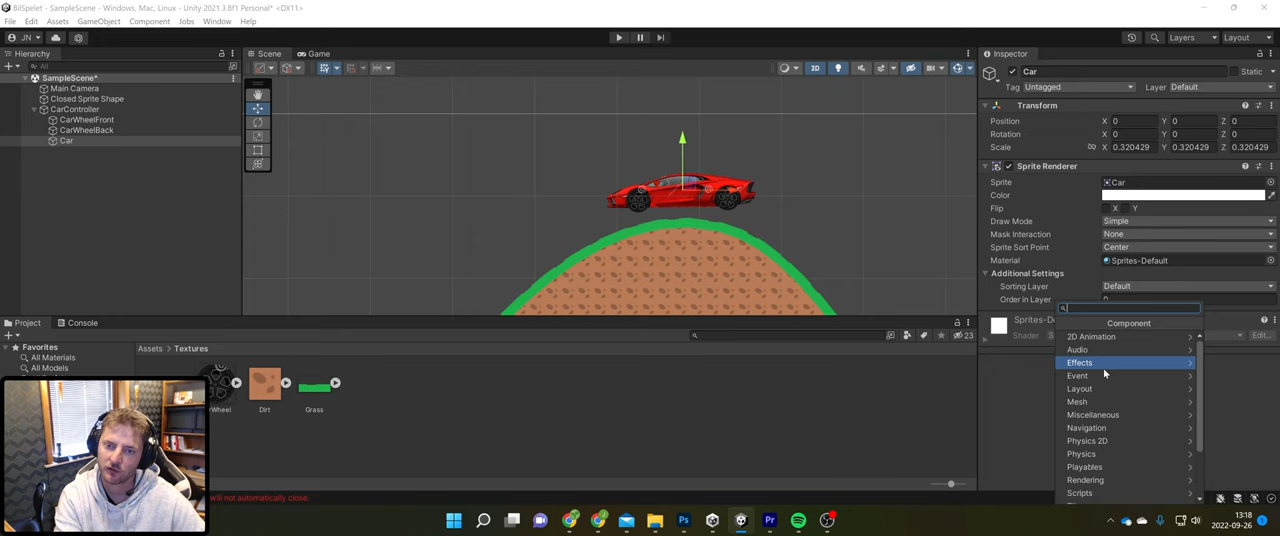 BilSpelet - SampleScene - Windows, Mac, Linux - Unity 2021.3.8f1 Personal* <DX11>
File Edit Assets GameObject Component Jobs Window Help
JN Layers Layout
Hierarchy
All
SampleScene*
Main Camera
Closed Sprite Shape
CarController
CarWheelFront
CarWheelBack
Car
Scene Game
2D
Inspector
Car Static
Tag Untagged Layer Default
Transform
Position X 0 Y 0 Z 0
Rotation X 0 Y 0 Z 0
Scale X 0.320429 Y 0.320429 Z 0.320429
Sprite Renderer
Sprite Car
Color
Flip X Y
Draw Mode Simple
Mask Interaction None
Sprite Sort Point Center
Material Sprites-Default
Additional Settings
Sorting Layer Default
Order in Layer 0
Shader Edit...
Component
2D Animation
Audio
Effects
Event
Layout
Mesh
Miscellaneous
Navigation
Physics 2D
Physics
Playables
Rendering
Scripts
Project Console
23
Favorites
All Materials
All Models
Assets > Textures
Dirt Grass
will not automatically close.
13:18
2022-09-26